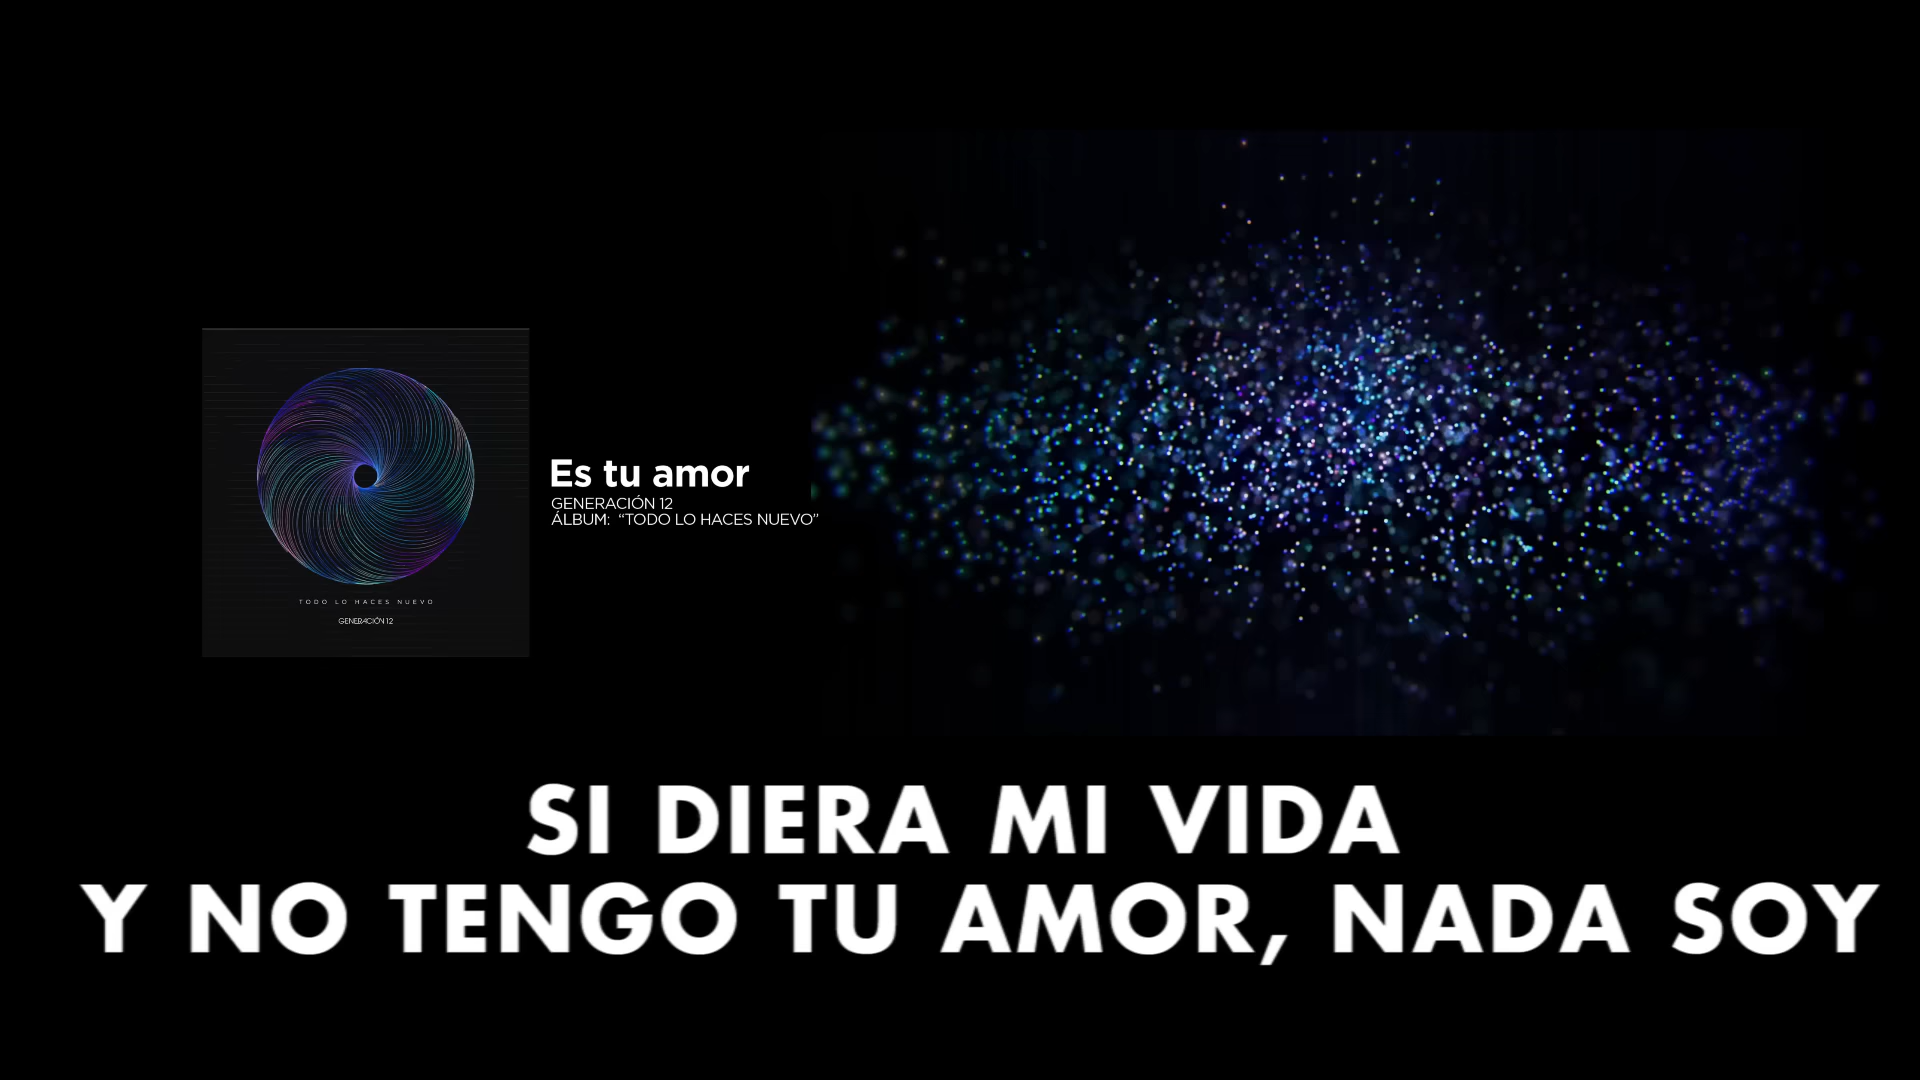 Es tu amor
GENERACIÓN 12
ÁLBUM: “TODO LO HACES NUEVO”
TODO LO HACES NUEVO
GENERACIÓN 12
SI DIERA MI VIDA
Y NO TENGO TU AMOR, NADA SOY